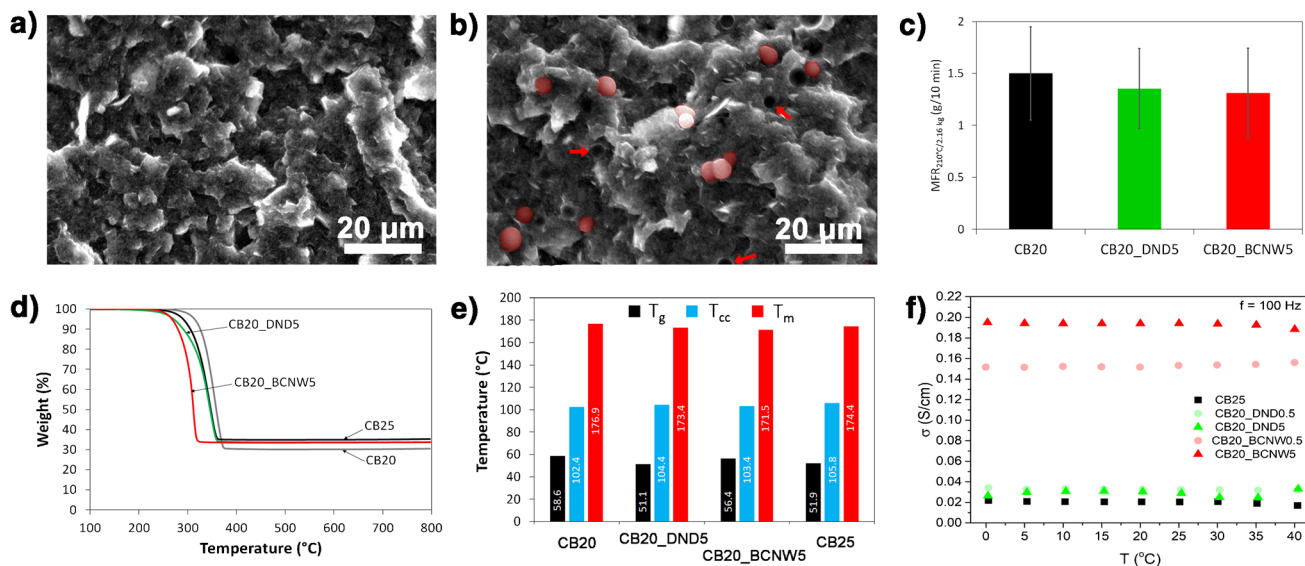 a)
20 µm
b)
20 µm
c)
MFR210°C/2.16 kg (g/10 min)
2
1.5
1
0.5
0
CB20
CB20_DND5
CB20_BCNW5
d)
Weight (%)
100
90
80
70
60
50
40
30
20
10
0
CB20_DND5
CB20_BCNW5
CB25
CB20
100
200
300
400
500
600
700
800
Temperature (°C)
e)
Temperature (°C)
200
180
160
140
120
100
80
60
40
20
0
Tg
Tcc
Tm
58.6
102.4
176.9
51.1
104.4
173.4
56.4
103.4
171.5
51.9
105.8
174.4
CB20
CB20_DND5
CB20_BCNW5
CB25
f)
f = 100 Hz
σ (S/cm)
0.22
0.20
0.18
0.16
0.14
0.12
0.10
0.08
0.06
0.04
0.02
0.00
CB25
CB20_DND0.5
CB20_DND5
CB20_BCNW0.5
CB20_BCNW5
0
5
10
15
20
25
30
35
40
T (°C)